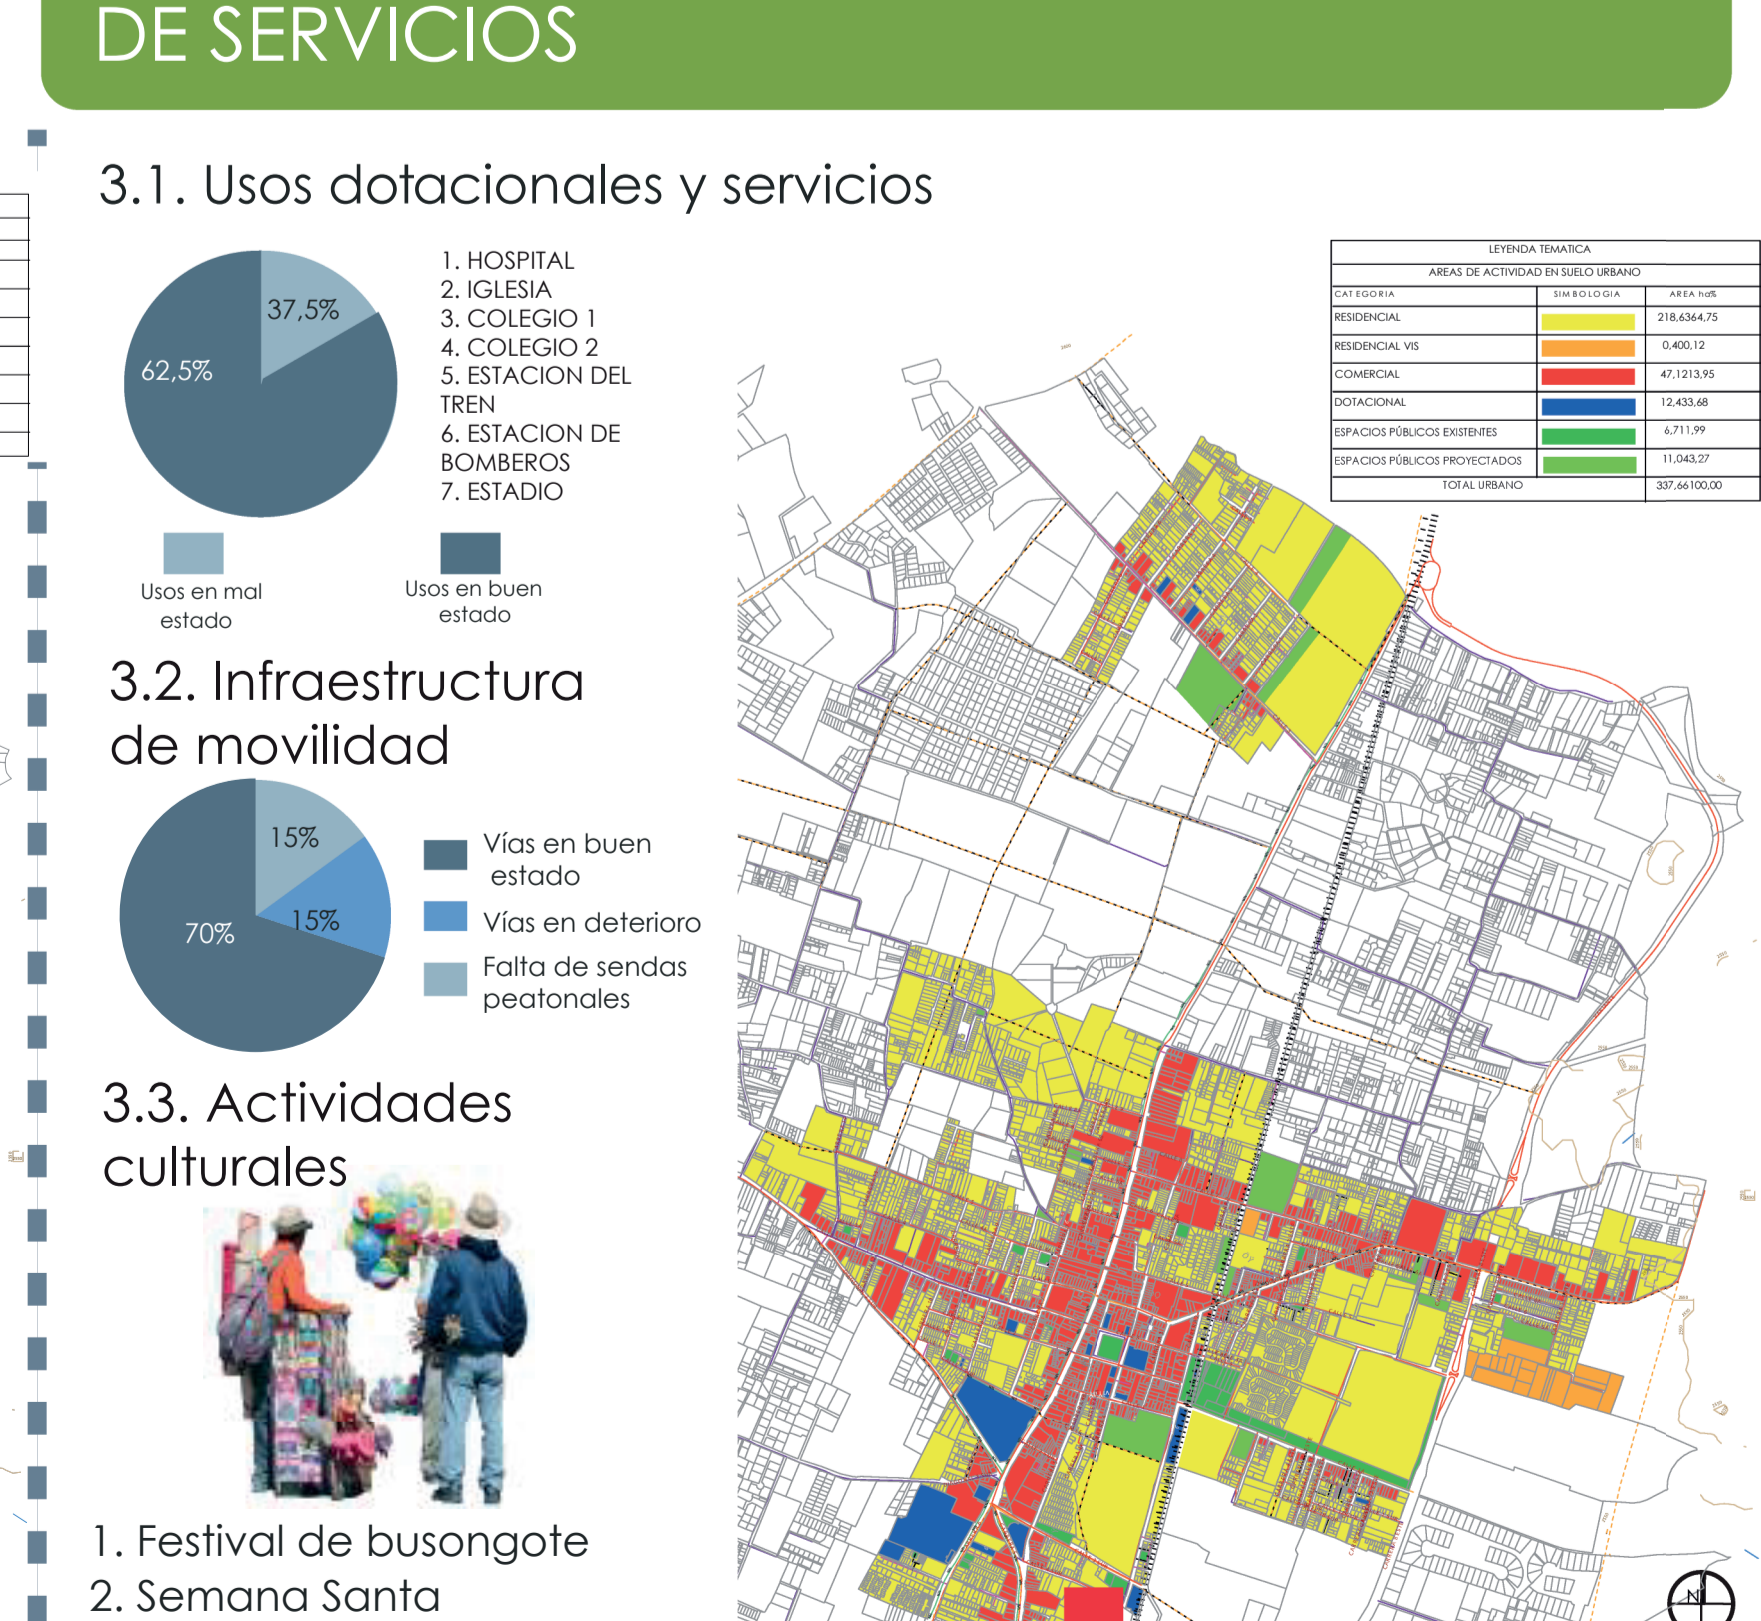 DE SERVICIOS
3.1. Usos dotacionales y servicios
37,5%
62,5%
1. HOSPITAL
2. IGLESIA
3. COLEGIO 1
4. COLEGIO 2
5. ESTACION DEL
TREN
6. ESTACION DE
BOMBEROS
7. ESTADIO
Usos en mal
estado
Usos en buen
estado
LEYENDA TEMATICA
AREAS DE ACTIVIDAD EN SUELO URBANO
CATEGORIA SIMBOLOGIA AREA ha%
RESIDENCIAL 218,6364,75
RESIDENCIAL VIS 0,400,12
COMERCIAL 47,1213,95
DOTACIONAL 12,433,68
ESPACIOS PÚBLICOS EXISTENTES 6,711,99
ESPACIOS PÚBLICOS PROYECTADOS 11,043,27
TOTAL URBANO 337,66100,00
3.2. Infraestructura
de movilidad
15%
15%
70%
Vías en buen
estado
Vías en deterioro
Falta de sendas
peatonales
3.3. Actividades
culturales
1. Festival de busongote
2. Semana Santa
N